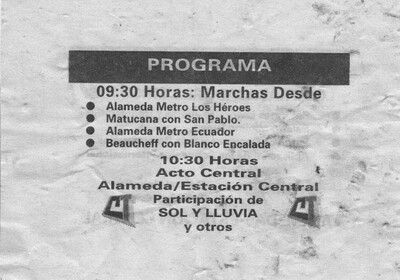 PROGRAMA
09:30 Horas: Marchas Desde
Alameda Metro Los Héroes
Matucana con San Pablo.
Alameda Metro Ecuador
Beaucheff con Blanco Encalada
10:30 Horas
Acto Central
Alameda/Estación Central
Participación de
SOL Y LLUVIA
y otros